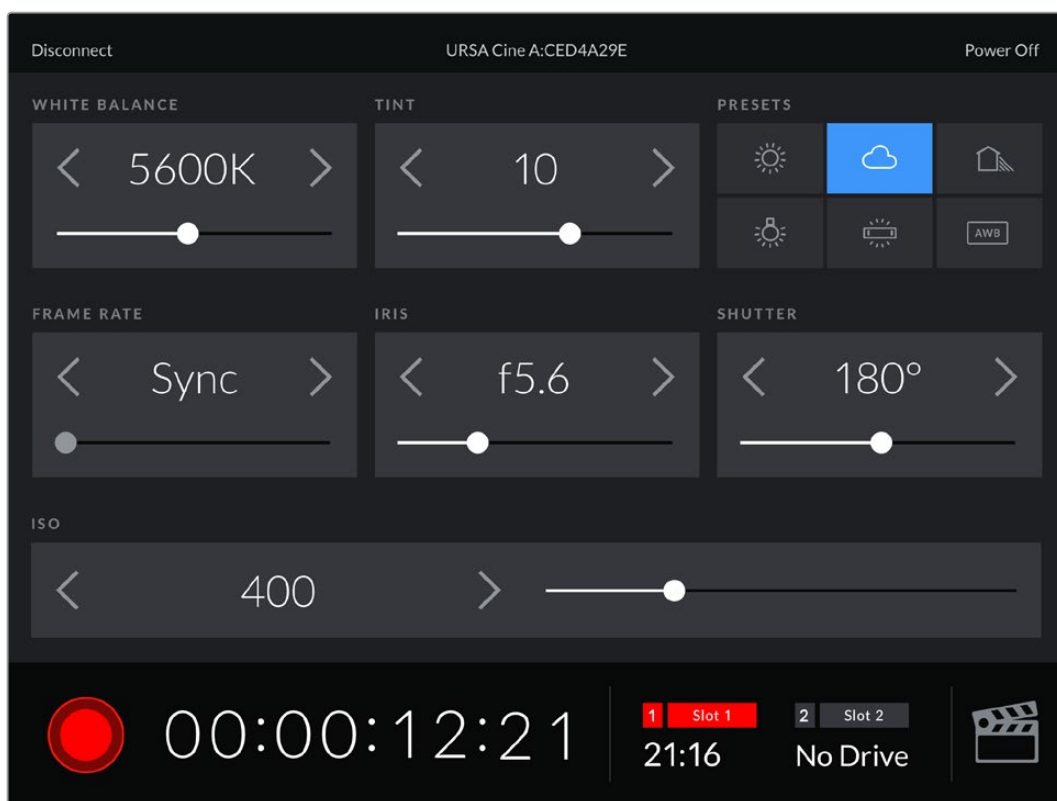 Disconnect URSA Cine A:CED4A29E Power Off
WHITE BALANCE TINT PRESETS
5600K 10
AWB
FRAME RATE IRIS SHUTTER
Sync f5.6 180°
ISO
400
00:00:12:21
1 Slot 1 2 Slot 2
21:16 No Drive